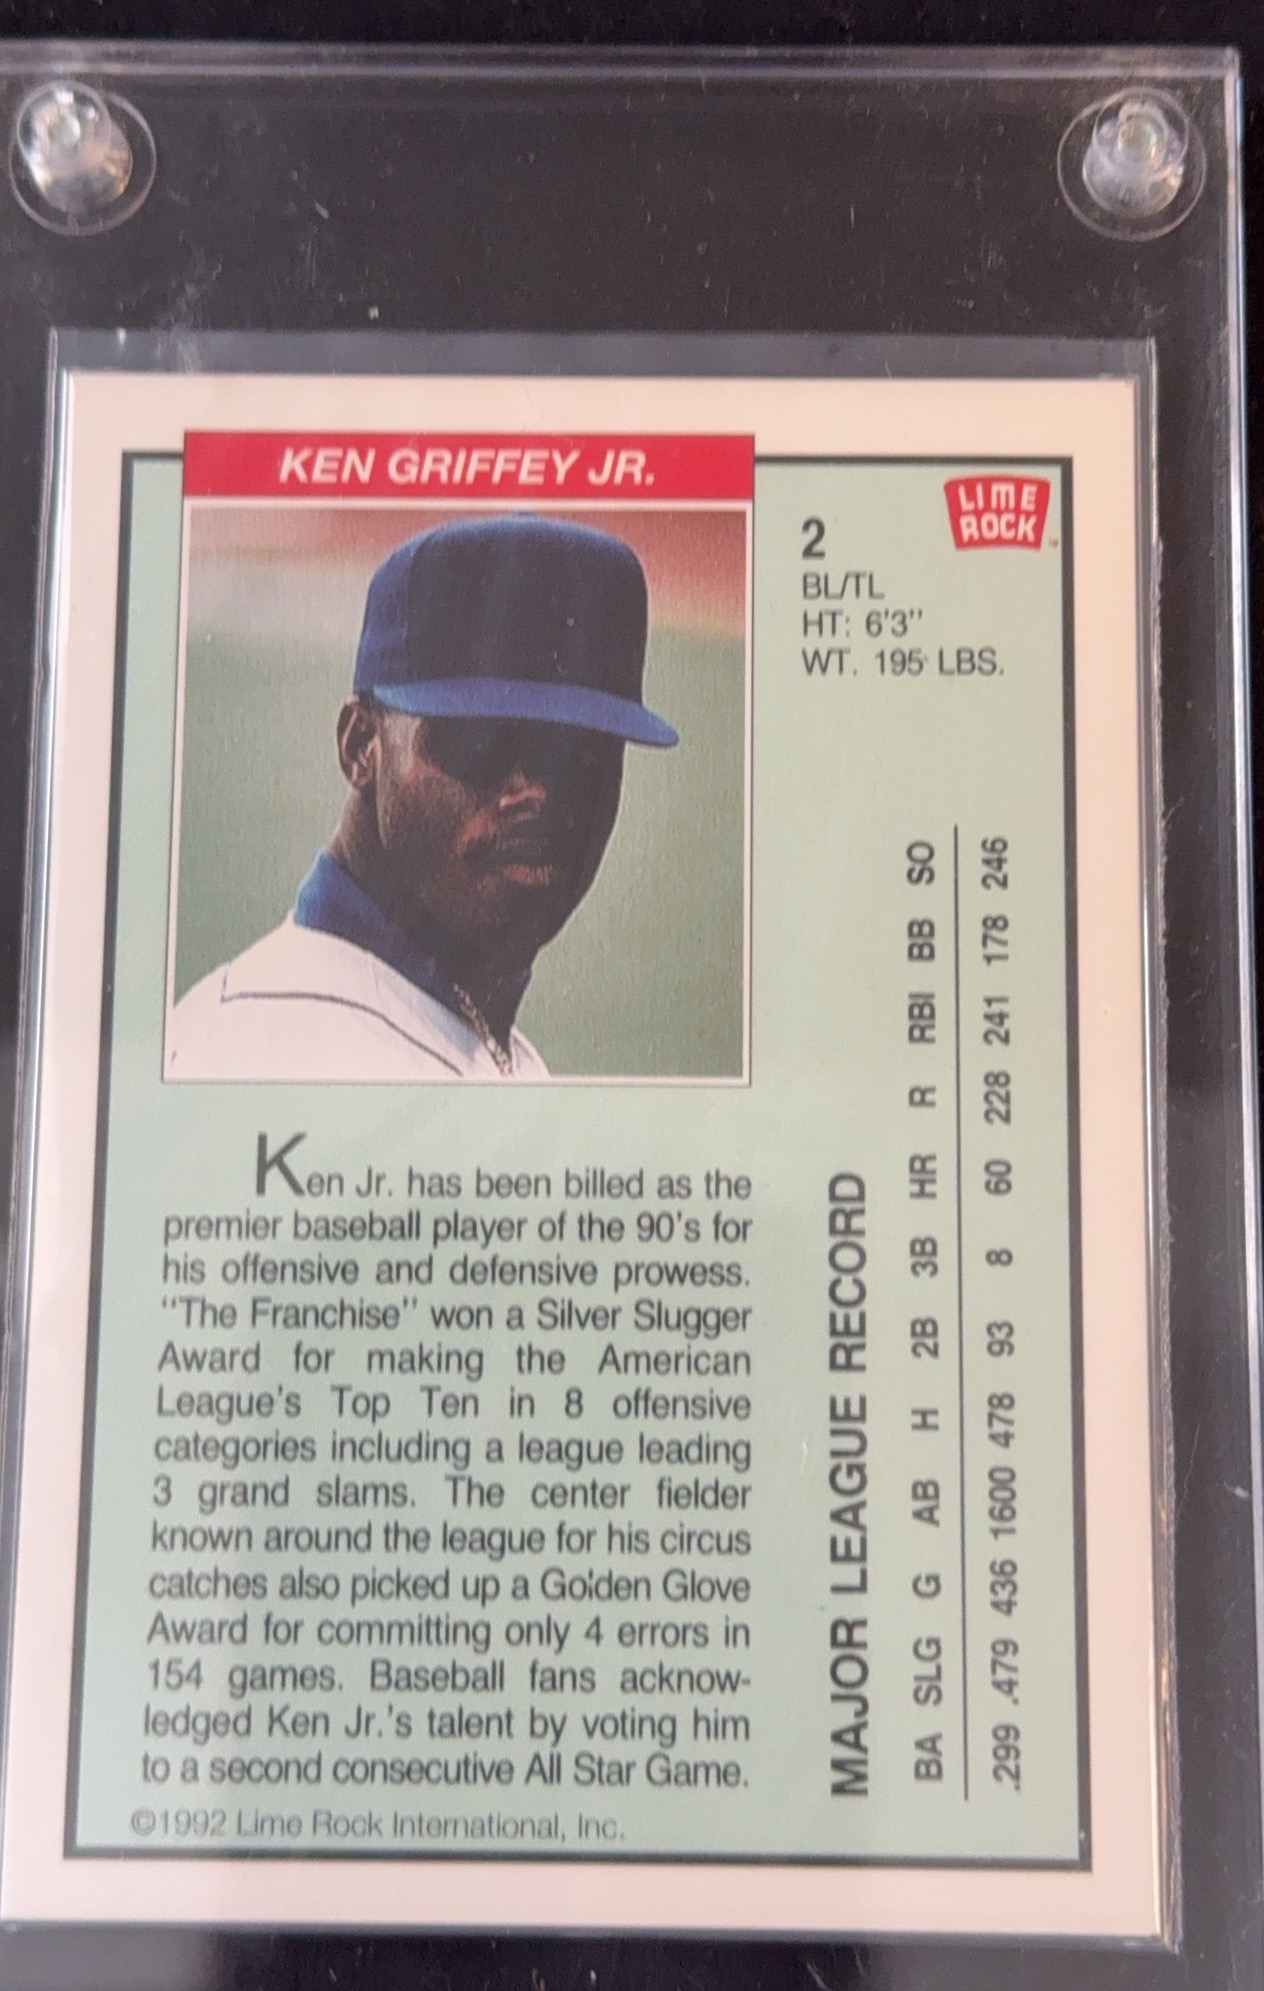 KEN GRIFFEY JR.
LIME
ROCK
™
2
BL/TL
HT: 6'3"
WT. 195 LBS.
Ken Jr. has been billed as the
premier baseball player of the 90's for
his offensive and defensive prowess.
"The Franchise" won a Silver Slugger
Award for making the American
League's Top Ten in 8 offensive
categories including a league leading
3 grand slams. The center fielder
known around the league for his circus
catches also picked up a Golden Glove
Award for committing only 4 errors in
154 games. Baseball fans acknow-
ledged Ken Jr.'s talent by voting him
to a second consecutive All Star Game.
©1992 Lime Rock International, Inc.
MAJOR LEAGUE RECORD
BA SLG G AB H 2B 3B HR R RBI BB SO
.299 .479 436 1600 478 93 8 60 228 241 178 246